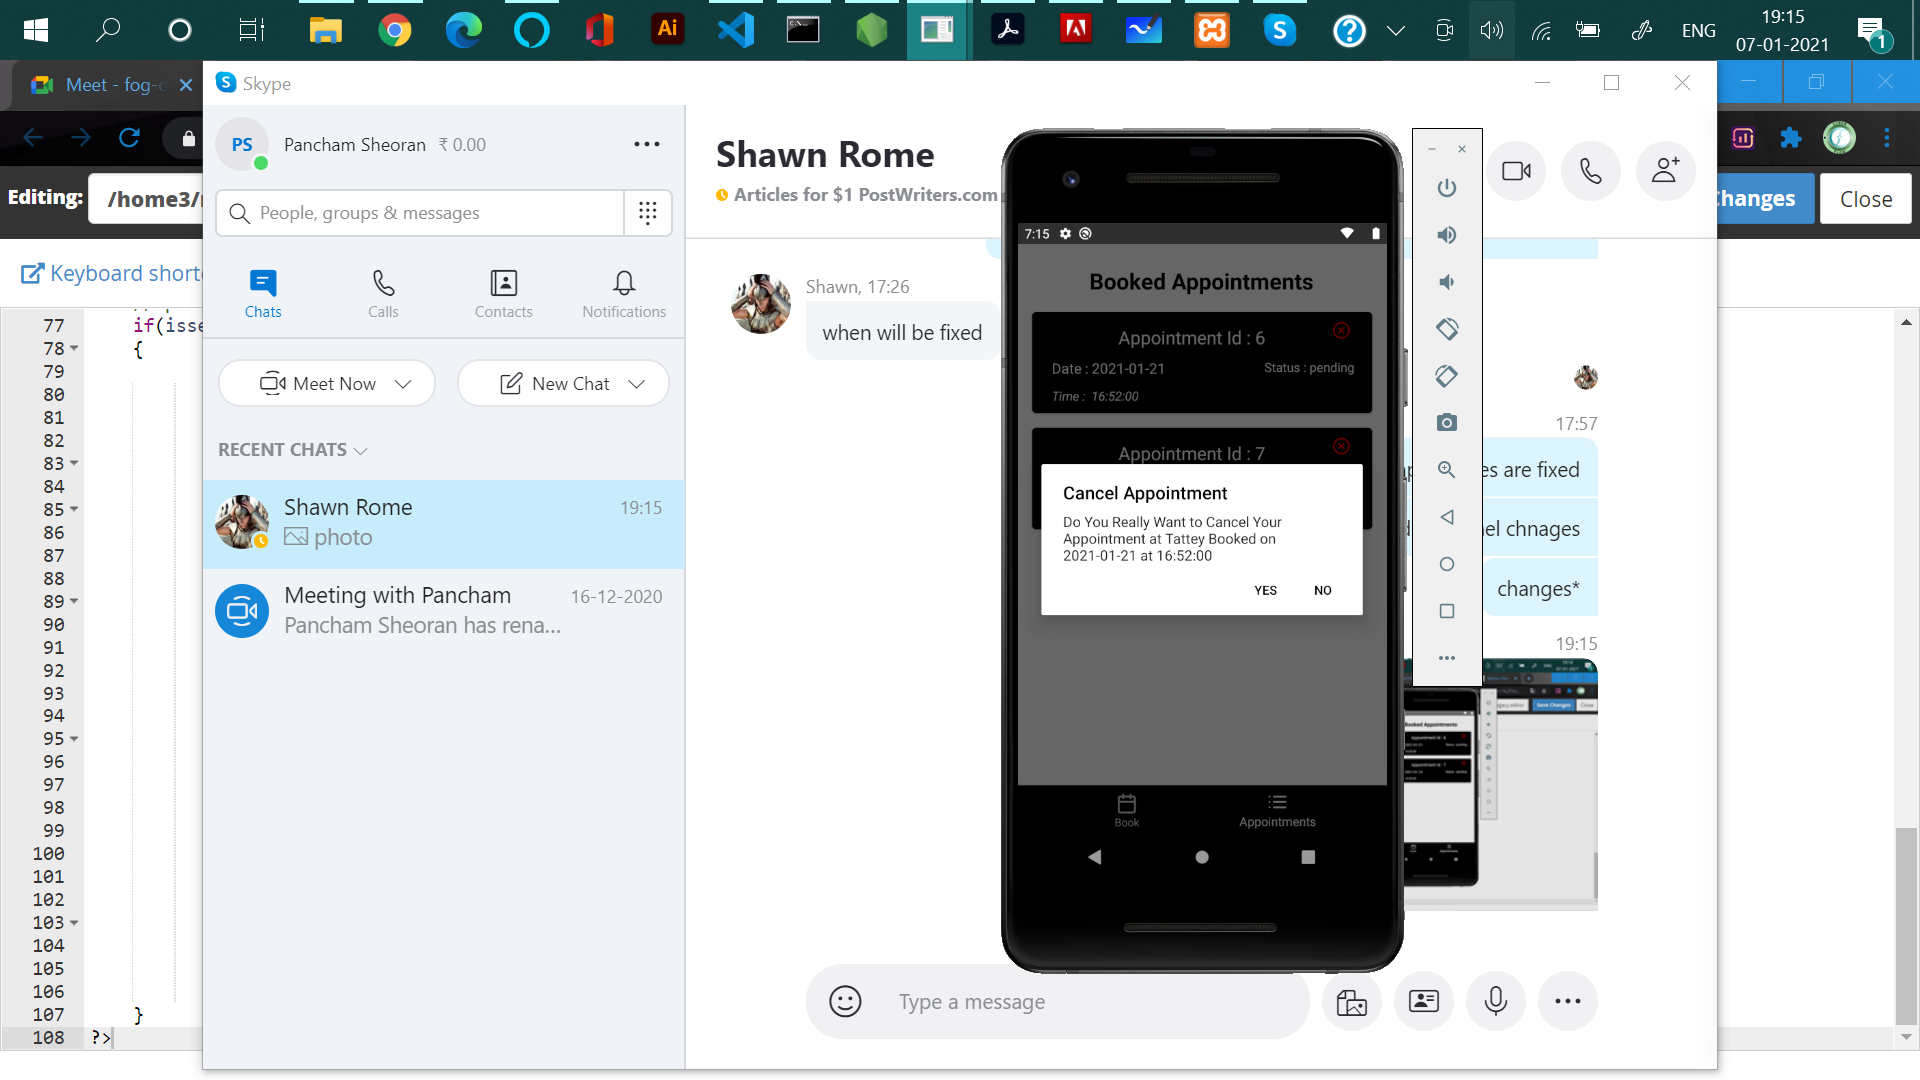 ENG
19:15
07-01-2021
1
Meet - fog-
Editing:
/home3/
Changes
Close
Keyboard short
77
if(isse
78
{
79
80
81
82
83
84
85
86
87
88
89
90
91
92
93
94
95
96
97
98
99
100
101
102
103
104
105
106
107
}
108
?>
Skype
PS
Pancham Sheoran
₹ 0.00
People, groups & messages
Chats
Calls
Contacts
Notifications
Meet Now
New Chat
RECENT CHATS
Shawn Rome
19:15
photo
Meeting with Pancham
16-12-2020
Pancham Sheoran has rena...
Shawn Rome
Articles for $1 PostWriters.com
Shawn, 17:26
when will be fixed
17:57
es are fixed
el chnages
changes*
19:15
Booked Appointments
Save Changes
Type a message
7:15
Booked Appointments
Appointment Id : 6
Date : 2021-01-21
Status : pending
Time : 16:52:00
Appointment Id : 7
Cancel Appointment
Do You Really Want to Cancel Your
Appointment at Tattey Booked on
2021-01-21 at 16:52:00
YES
NO
Book
Appointments